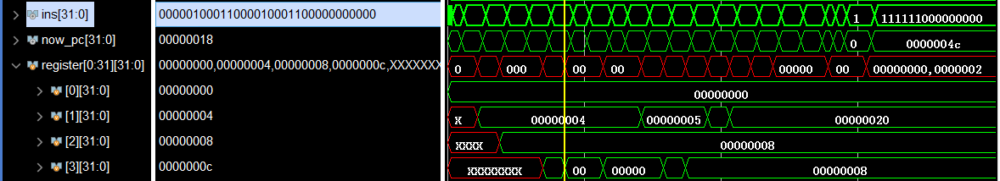 ins[31:0] 00000100011000010001100000000000 1 111111000000000
now_pc[31:0] 00000018 0 0000004c
register[0:31][31:0] 00000000,00000004,00000008,0000000c,XXXXXXX 0 000 00 00 00000 00 00000000,0000002
[0][31:0] 00000000 00000000
[1][31:0] 00000004 X 00000004 00000005 00000020
[2][31:0] 00000008 XXXX 00000008
[3][31:0] 0000000c XXXXXXXX 00 00000 00000008